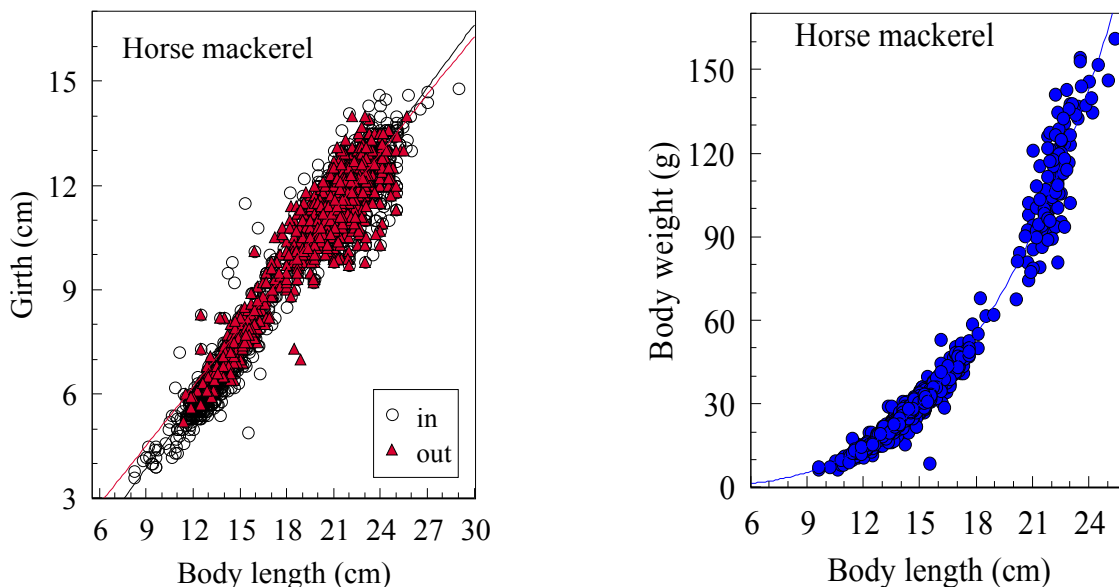 Horse mackerel
15
12
9
6
3
6 9 12 15 18 21 24 27 30
Girth (cm)
Body length (cm)
in
out
Horse mackerel
150
120
90
60
30
0
6 9 12 15 18 21 24
Body weight (g)
Body length (cm)